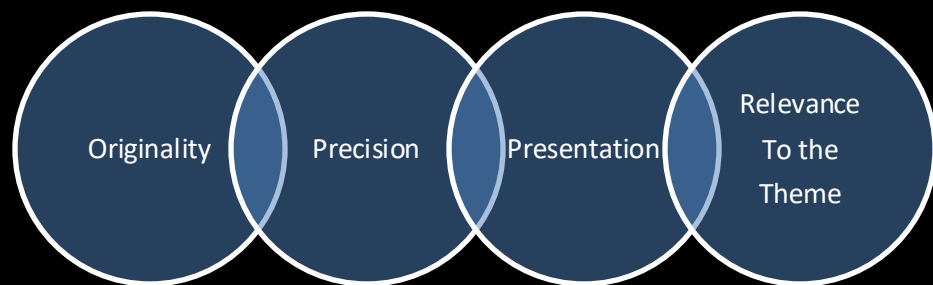 Originality
Precision
Presentation
Relevance
To the
Theme